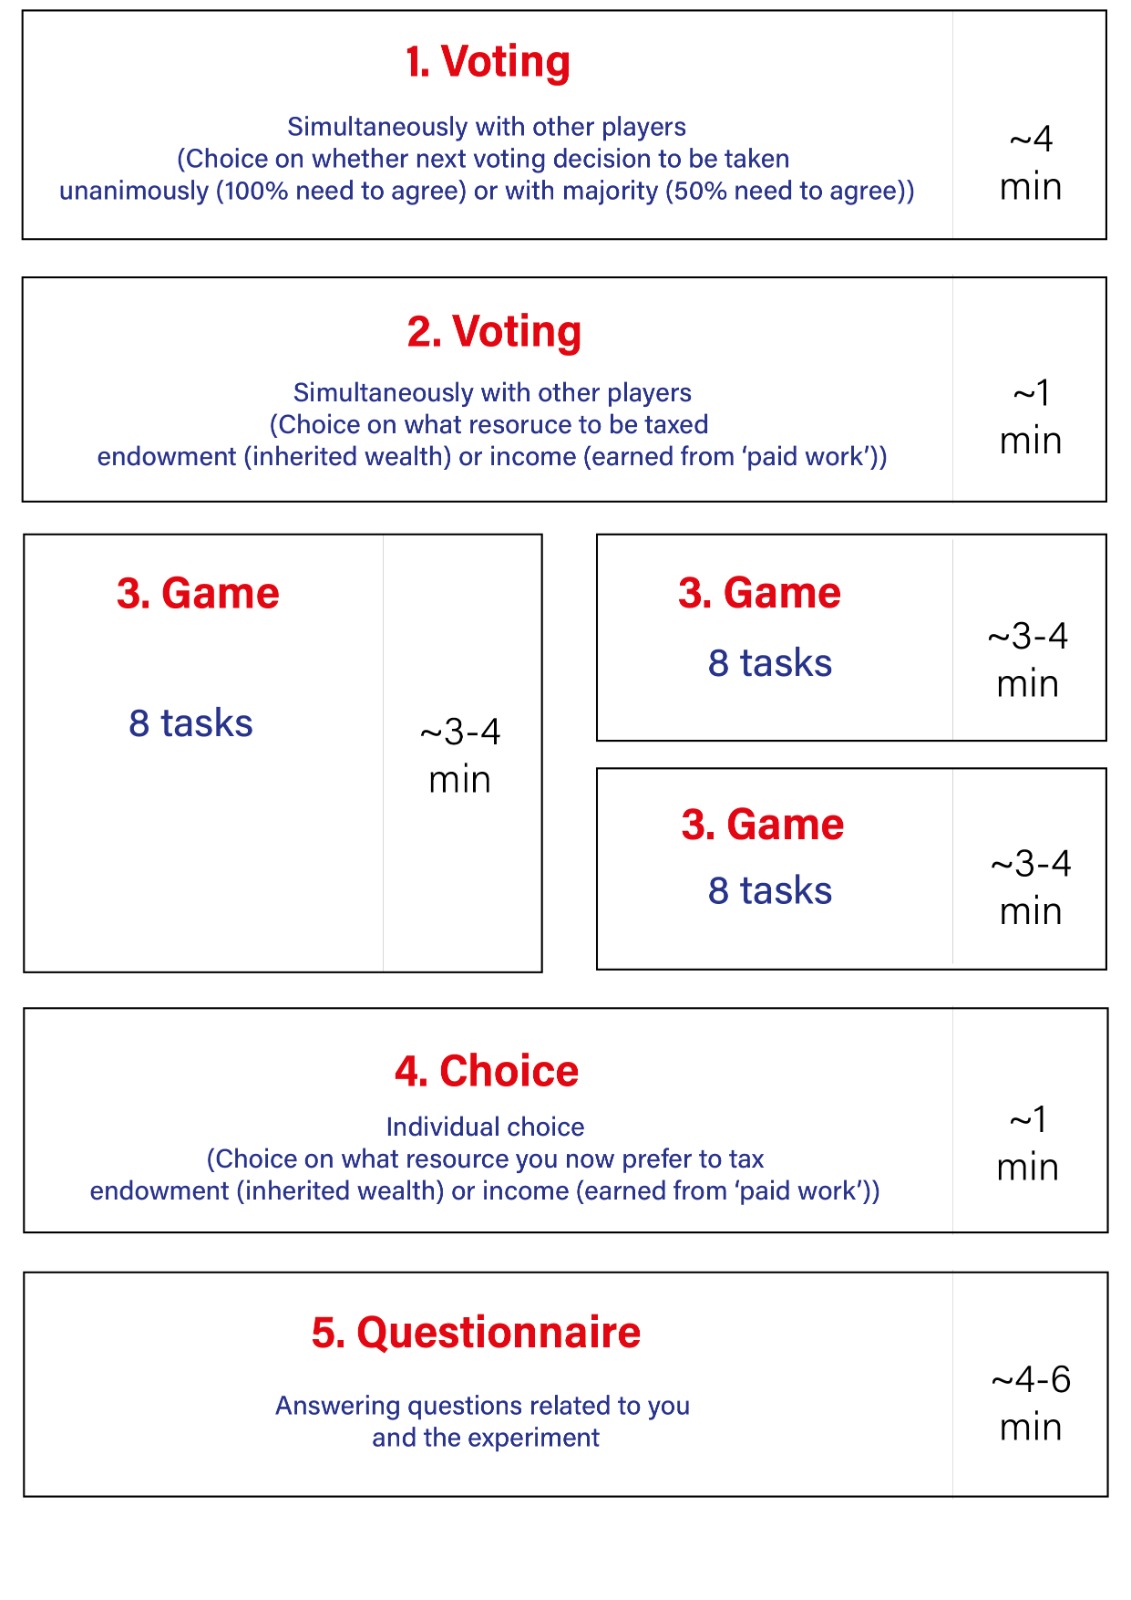 1. Voting
Simultaneously with other players
(Choice on whether next voting decision to be taken
unanimously (100% need to agree) or with majority (50% need to agree))
~4
min
2. Voting
Simultaneously with other players
(Choice on what resoruce to be taxed
endowment (inherited wealth) or income (earned from ‘paid work’))
~1
min
3. Game
8 tasks
~3-4
min
3. Game
8 tasks
~3-4
min
3. Game
8 tasks
~3-4
min
4. Choice
Individual choice
(Choice on what resource you now prefer to tax
endowment (inherited wealth) or income (earned from ‘paid work’))
~1
min
5. Questionnaire
Answering questions related to you
and the experiment
~4-6
min